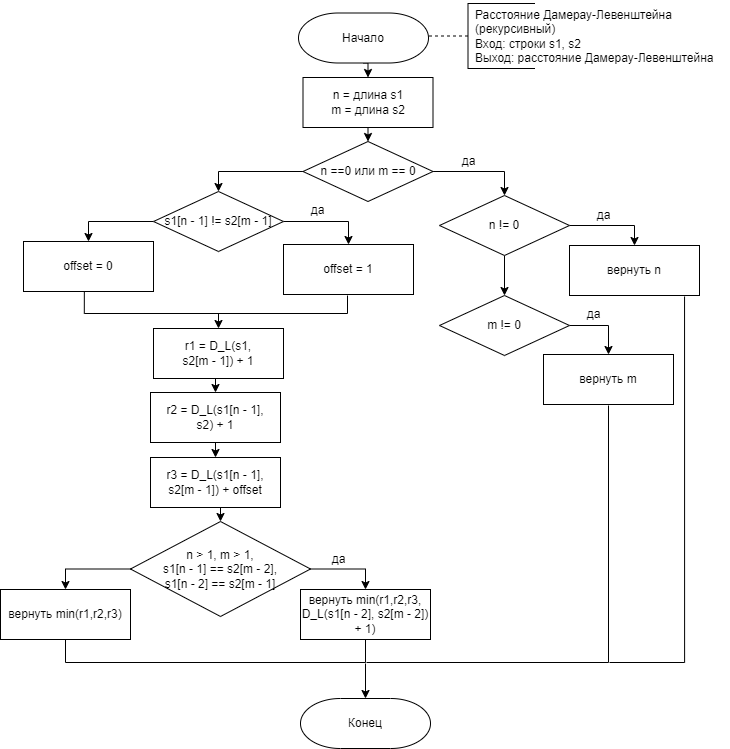 Расстояние Дамерау-Левенштейна
(рекурсивный)
Вход: строки s1, s2
Выход: расстояние Дамерау-Левенштейна
Начало
n = длина s1
m = длина s2
n ==0 или m == 0
да
s1[n - 1] != s2[m - 1]
да
n != 0
да
offset = 0
offset = 1
вернуть n
m != 0
да
r1 = D_L(s1,
s2[m - 1]) + 1
вернуть m
r2 = D_L(s1[n - 1],
s2) + 1
r3 = D_L(s1[n - 1],
s2[m - 1]) + offset
n > 1, m > 1,
s1[n - 1] == s2[m - 2],
s1[n - 2] == s2[m - 1]
да
вернуть min(r1,r2,r3)
вернуть min(r1,r2,r3,
D_L(s1[n - 2], s2[m - 2])
+ 1)
Конец